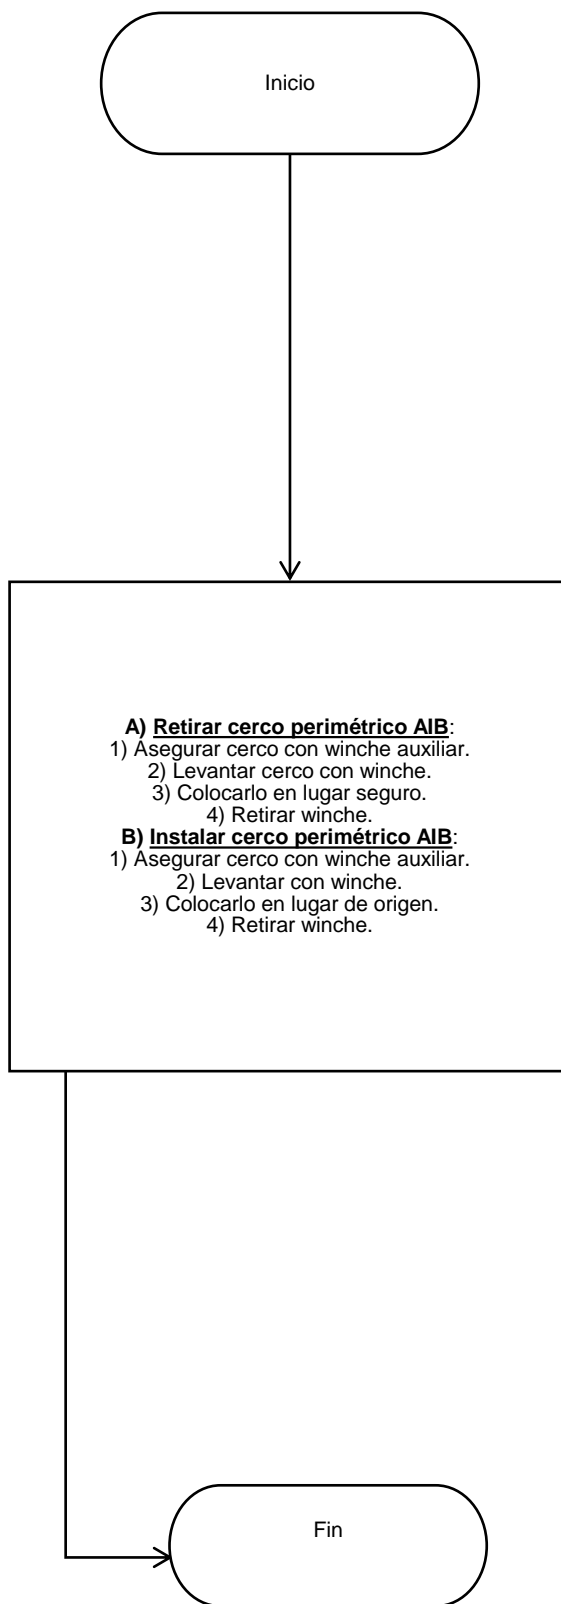 Inicio
A) Retirar cerco perimétrico AIB:
1) Asegurar cerco con winche auxiliar.
2) Levantar cerco con winche.
3) Colocarlo en lugar seguro.
4) Retirar winche.
B) Instalar cerco perimétrico AIB:
1) Asegurar cerco con winche auxiliar.
2) Levantar con winche.
3) Colocarlo en lugar de origen.
4) Retirar winche.
Fin